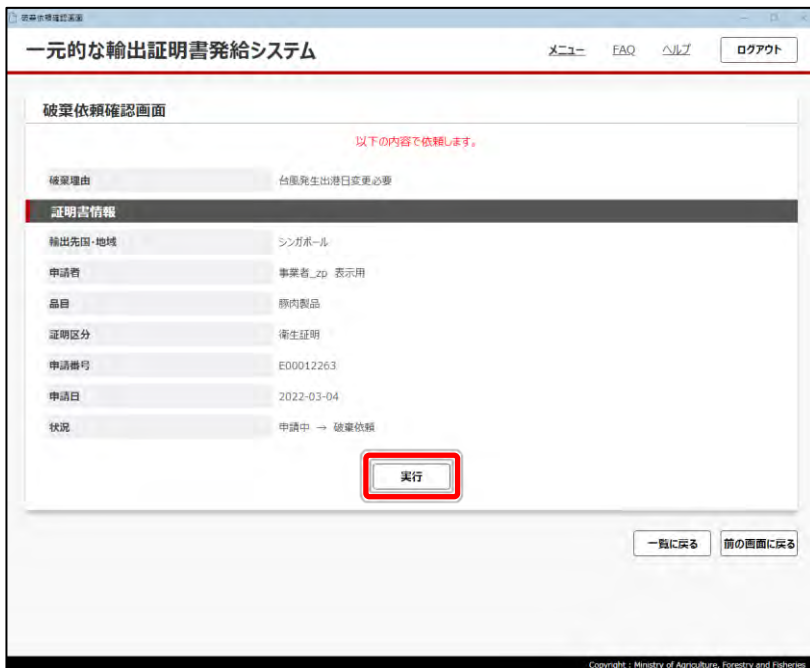 破棄依頼確認画面
一元的な輸出証明書発給システム
メニュー FAQ ヘルプ ログアウト
破棄依頼確認画面
以下の内容で依頼します。
破棄理由 台風発生出港日変更必要
証明書情報
輸出先国・地域 シンガポール
申請者 事業者_zp 表示用
品目 豚肉製品
証明区分 衛生証明
申請番号 E00012263
申請日 2022-03-04
状況 申請中 → 破棄依頼
実行
一覧に戻る 前の画面に戻る
Copyright : Ministry of Agriculture, Forestry and Fisheries